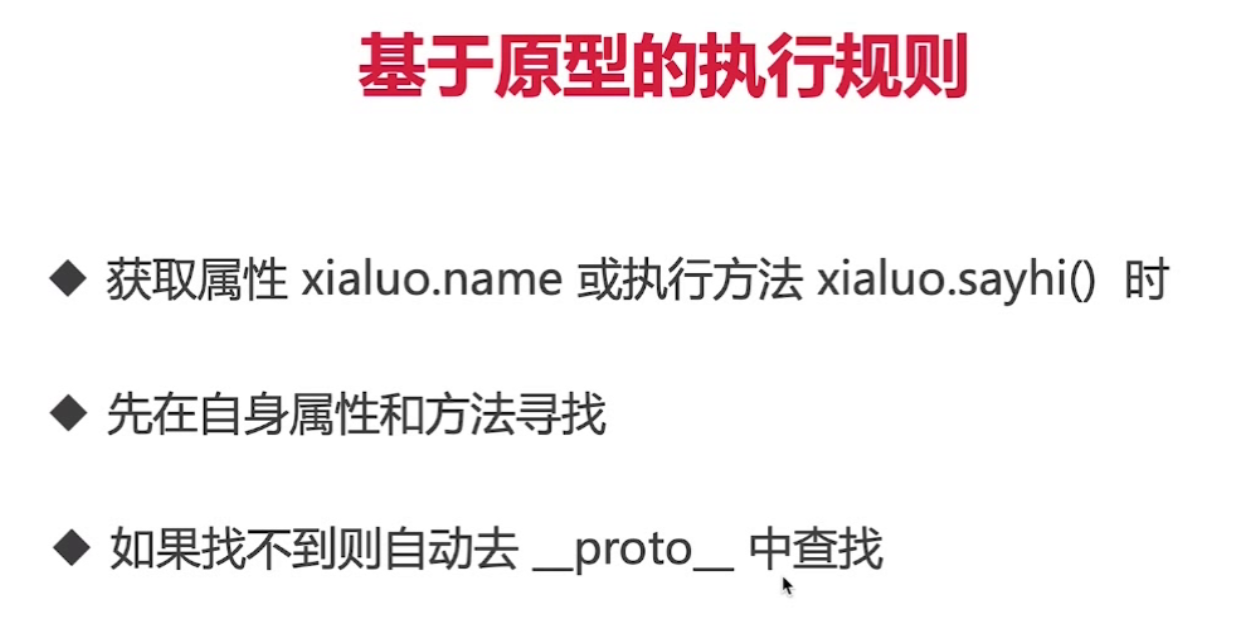 基于原型的执行规则
◆ 获取属性 xialuo.name 或执行方法 xialuo.sayhi() 时
◆ 先在自身属性和方法寻找
◆ 如果找不到则自动去 __proto__ 中查找